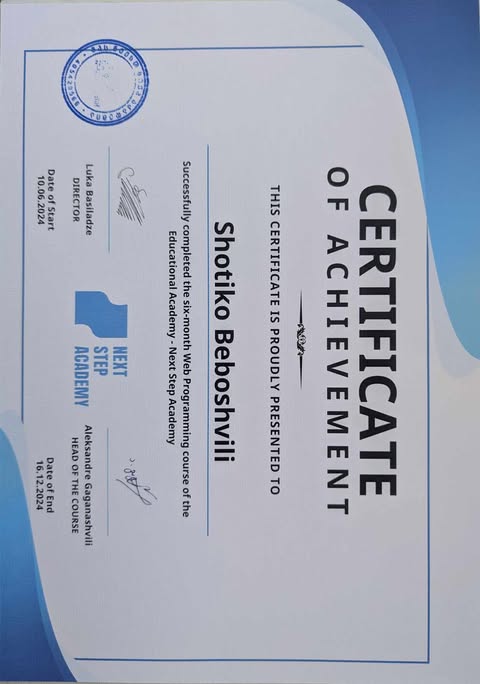 CERTIFICATE
OF ACHIEVEMENT
THIS CERTIFICATE IS PROUDLY PRESENTED TO
Shotiko Beboshvili
Successfully completed the six-month Web Programming course of the
Educational Academy - Next Step Academy
Luka Basiladze
DIRECTOR
NEXT
STEP
ACADEMY
Aleksandre Gaganashvili
HEAD OF THE COURSE
Date of Start
10.06.2024
Date of End
16.12.2024